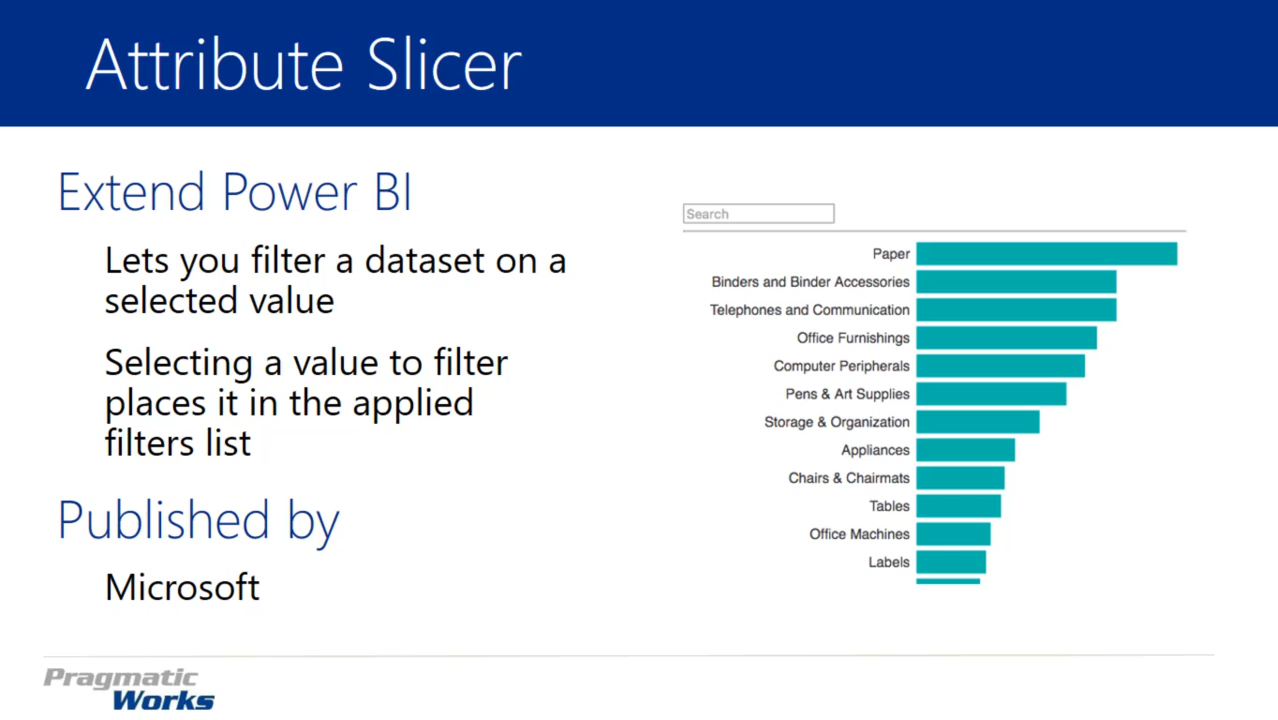 Attribute Slicer
Extend Power BI
Lets you filter a dataset on a
selected value
Selecting a value to filter
places it in the applied
filters list
Published by
Microsoft
Search
Paper
Binders and Binder Accessories
Telephones and Communication
Office Furnishings
Computer Peripherals
Pens & Art Supplies
Storage & Organization
Appliances
Chairs & Chairmats
Tables
Office Machines
Labels
Pragmatic
Works